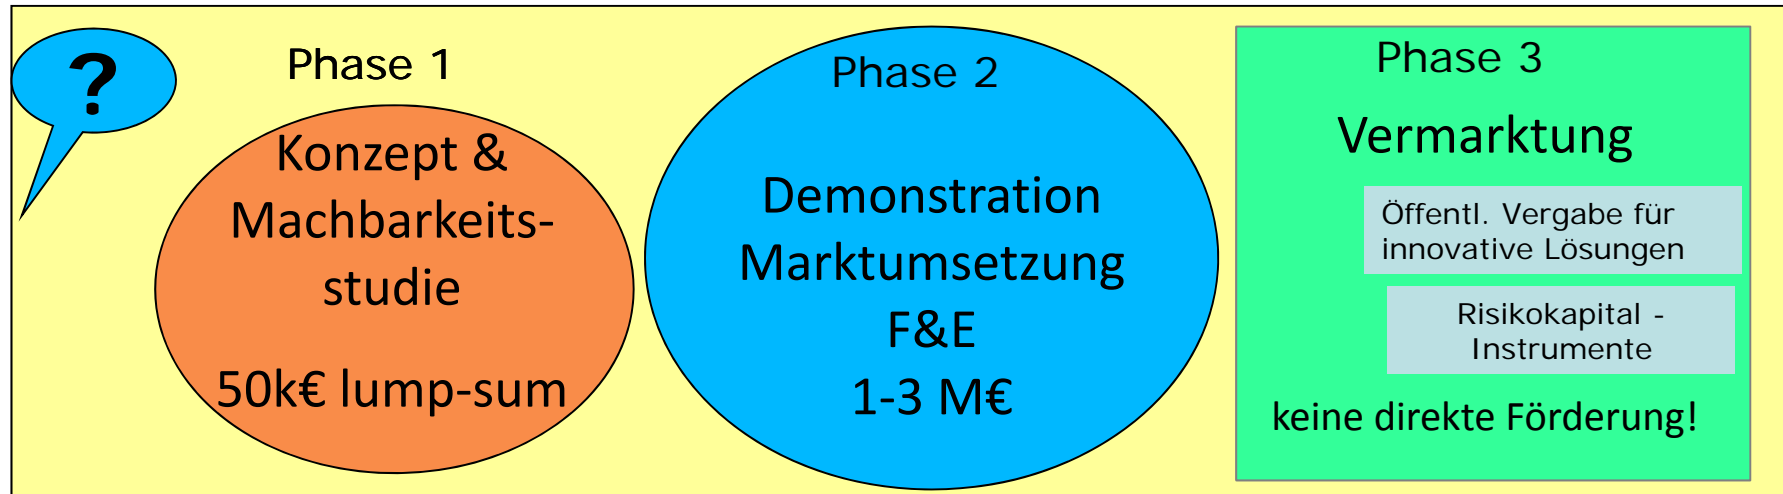 ?
Phase 1
Konzept &
Machbarkeits-
studie
50k€ lump-sum
Phase 2
Demonstration
Marktumsetzung
F&E
1-3 M€
Phase 3
Vermarktung
Öffentl. Vergabe für
innovative Lösungen
Risikokapital -
Instrumente
keine direkte Förderung!